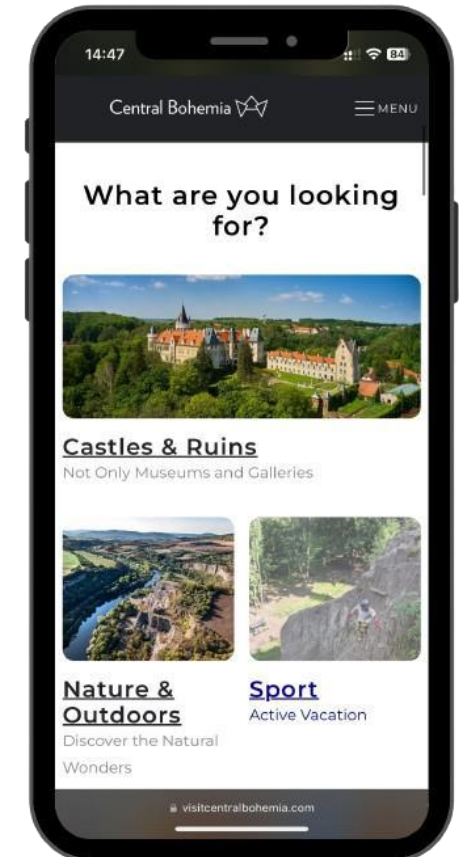 14:47
84
Central Bohemia
MENU
What are you looking
for?
Castles & Ruins
Not Only Museums and Galleries
Nature &
Outdoors
Discover the Natural
Wonders
Sport
Active Vacation
visitcentralbohemia.com